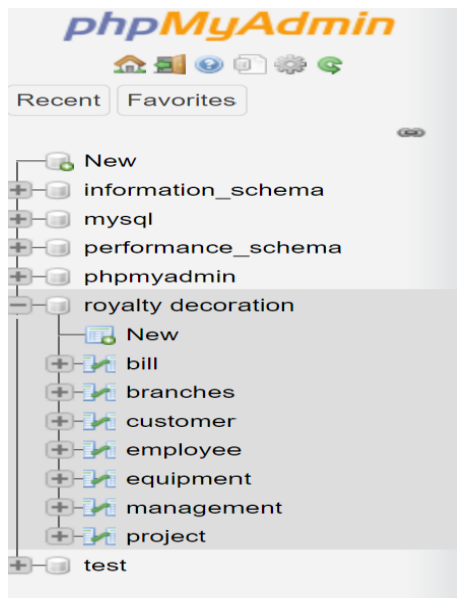 phpMyAdmin
Recent Favorites
New
information_schema
mysql
performance_schema
phpmyadmin
royalty decoration
New
bill
branches
customer
employee
equipment
management
project
test